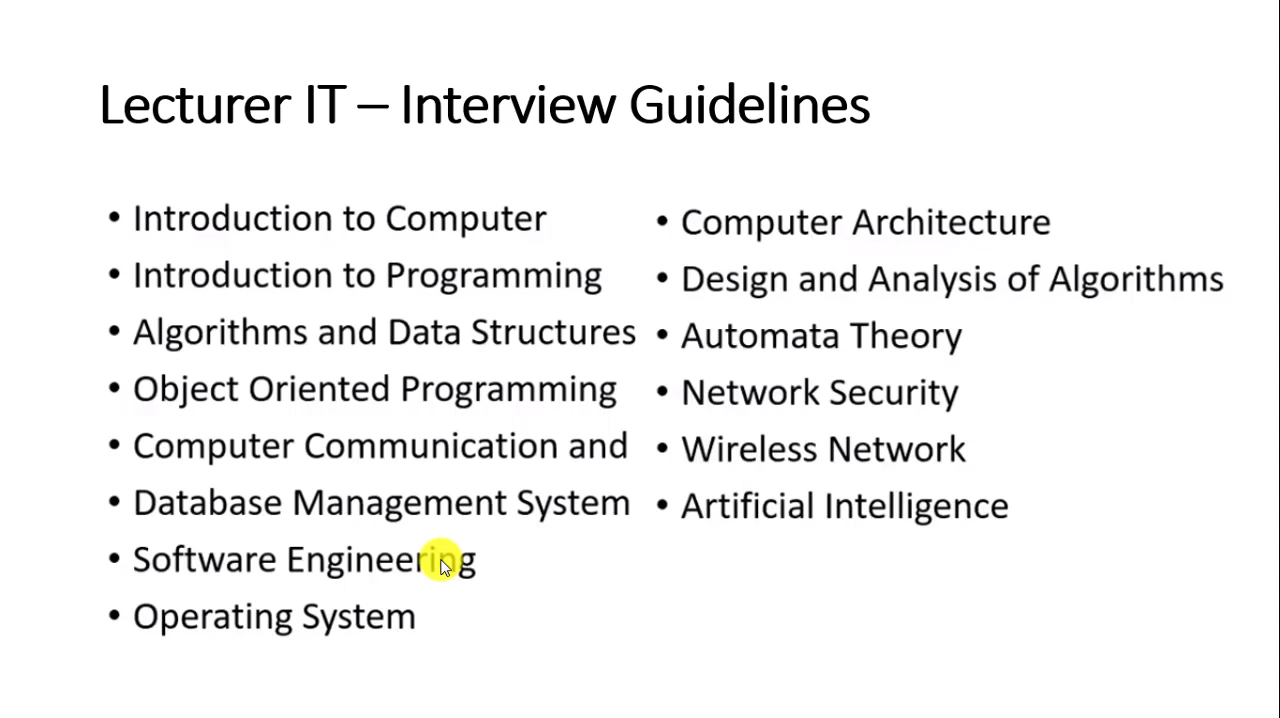 Lecturer IT – Interview Guidelines
• Introduction to Computer
• Introduction to Programming
• Algorithms and Data Structures
• Object Oriented Programming
• Computer Communication and
• Database Management System
• Software Engineering
• Operating System
• Computer Architecture
• Design and Analysis of Algorithms
• Automata Theory
• Network Security
• Wireless Network
• Artificial Intelligence